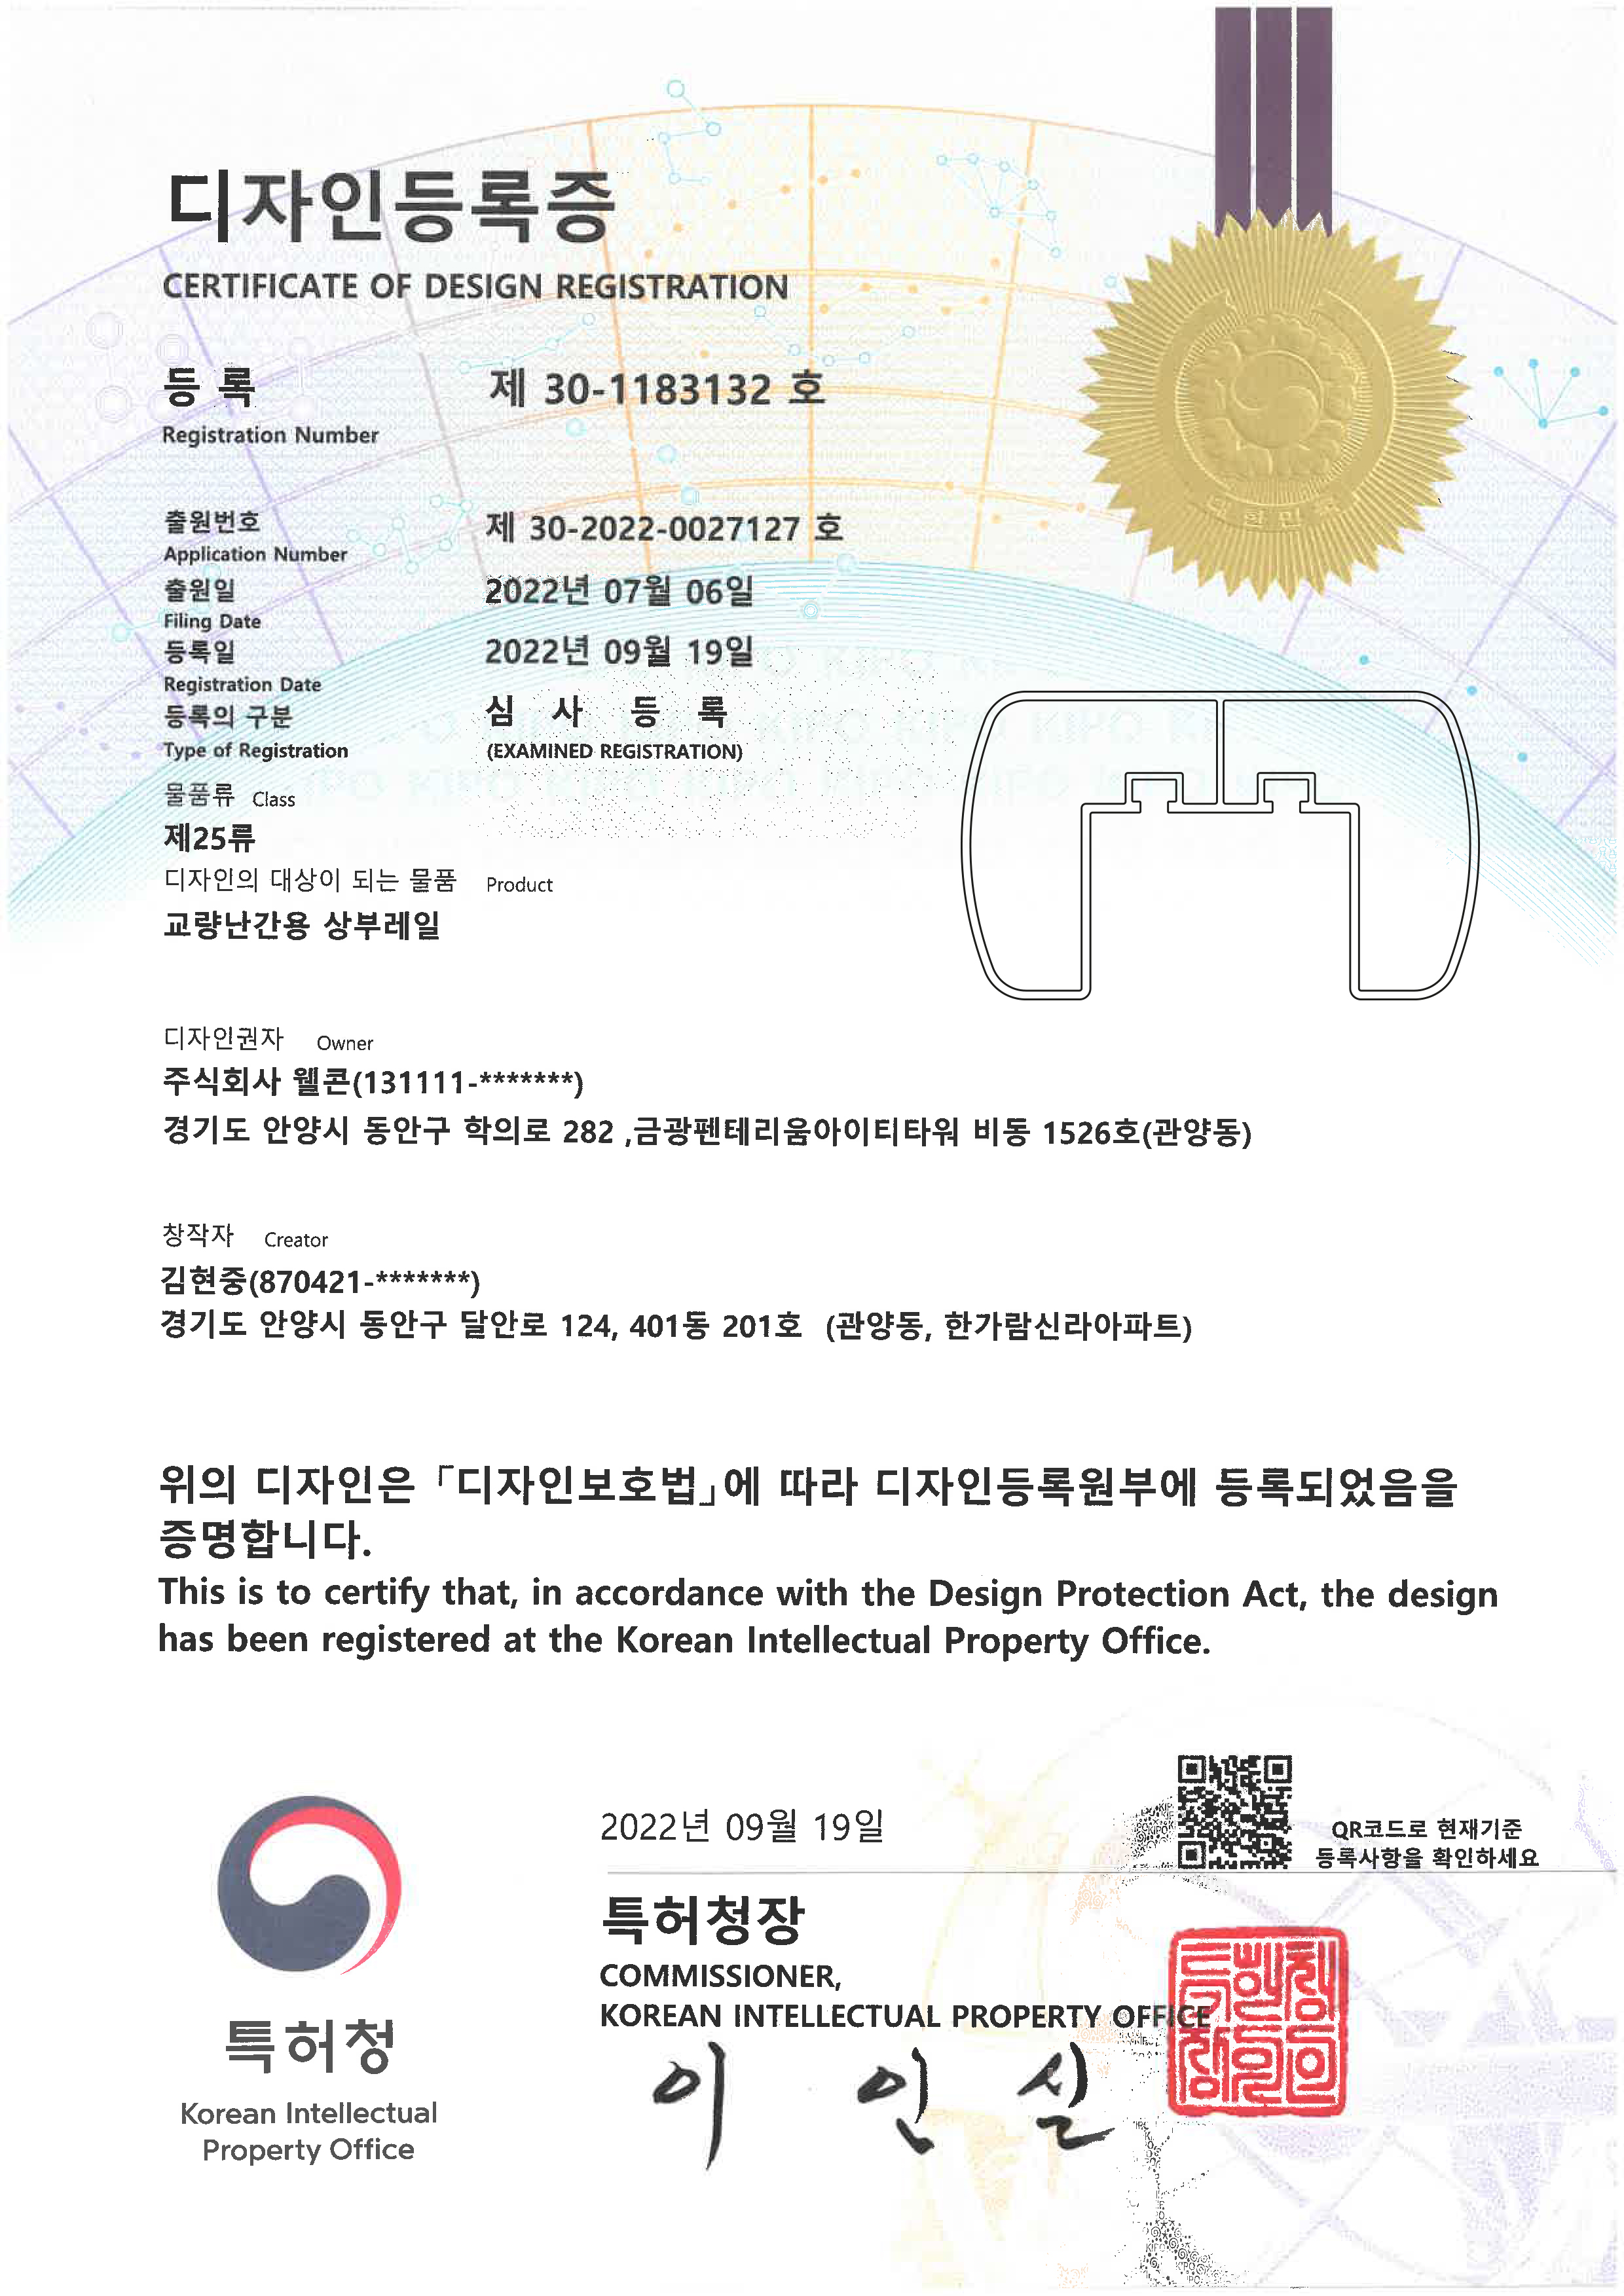 디자인등록증
CERTIFICATE OF DESIGN REGISTRATION
등 록 제 30-1183132 호
Registration Number
출원번호 제 30-2022-0027127 호
Application Number
출원일 2022년 07월 06일
Filing Date
등록일 2022년 09월 19일
Registration Date
등록의 구분 심 사 등 록
Type of Registration (EXAMINED REGISTRATION)
물품류 Class
제25류
디자인의 대상이 되는 물품 Product
교량난간용 상부레일
디자인권자 Owner
주식회사 웰콘(131111-*******)
경기도 안양시 동안구 학의로 282 ,금광펜테리움아이티타워 비동 1526호(관양동)
창작자 Creator
김현중(870421-*******)
경기도 안양시 동안구 달안로 124, 401동 201호 (관양동, 한가람신라아파트)
위의 디자인은 「디자인보호법」에 따라 디자인등록원부에 등록되었음을
증명합니다.
This is to certify that, in accordance with the Design Protection Act, the design
has been registered at the Korean Intellectual Property Office.
2022년 09월 19일
QR코드로 현재기준
등록사항을 확인하세요
특허청장
COMMISSIONER,
KOREAN INTELLECTUAL PROPERTY OFFICE
이 인 실
특허청
Korean Intellectual
Property Office